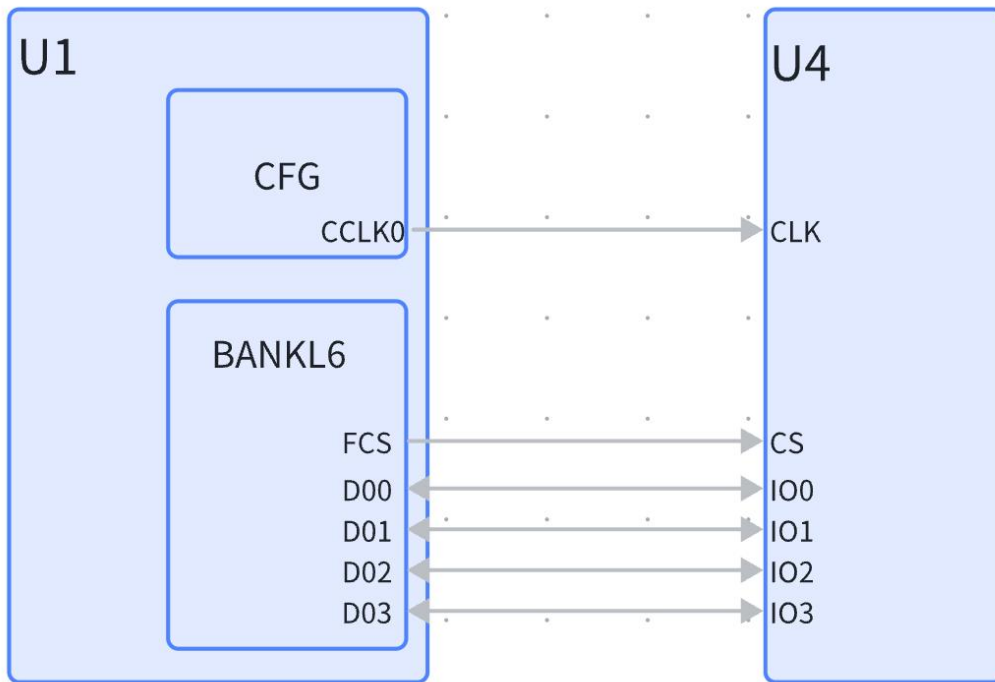 U1
U4
CFG
CCLK0
CLK
BANKL6
FCS
CS
D00
IO0
D01
IO1
D02
IO2
D03
IO3